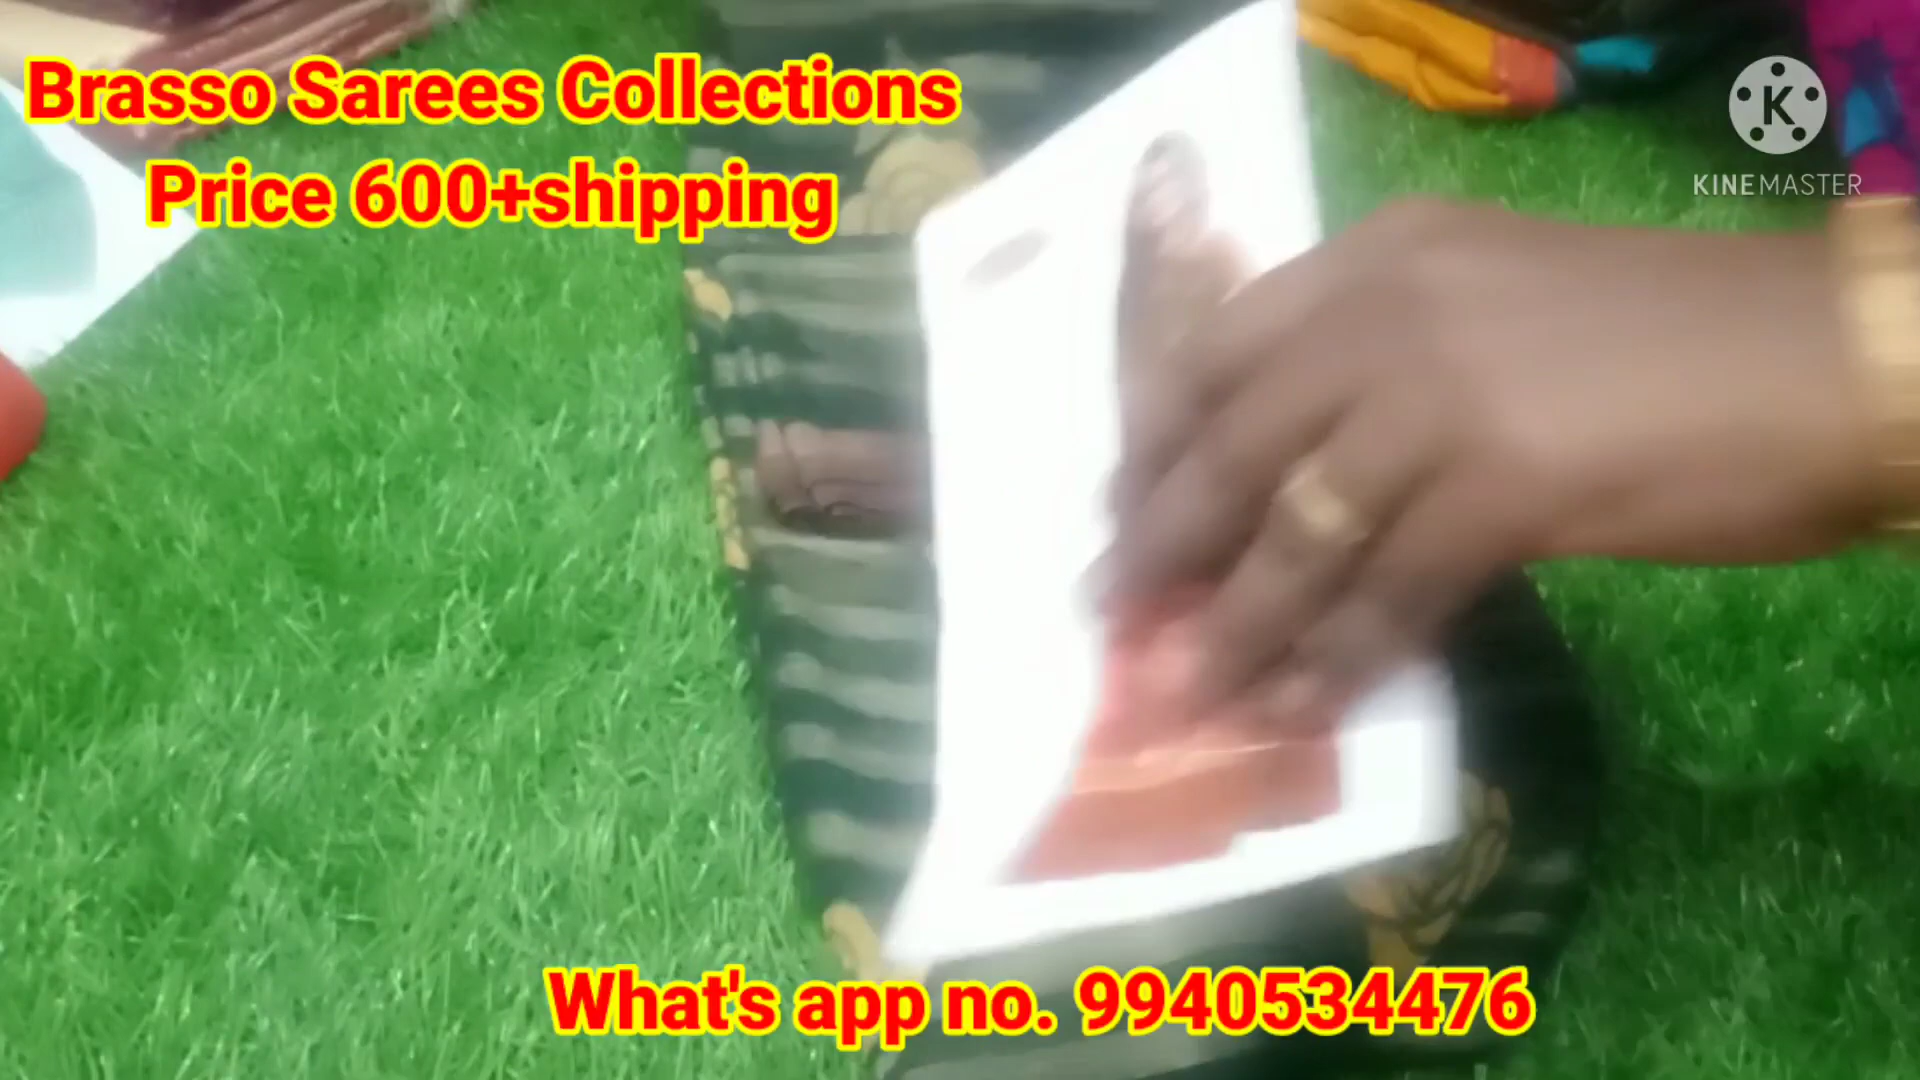 Brasso Sarees Collections
Price 600+shipping
K
KINEMASTER
What's app no. 9940534476